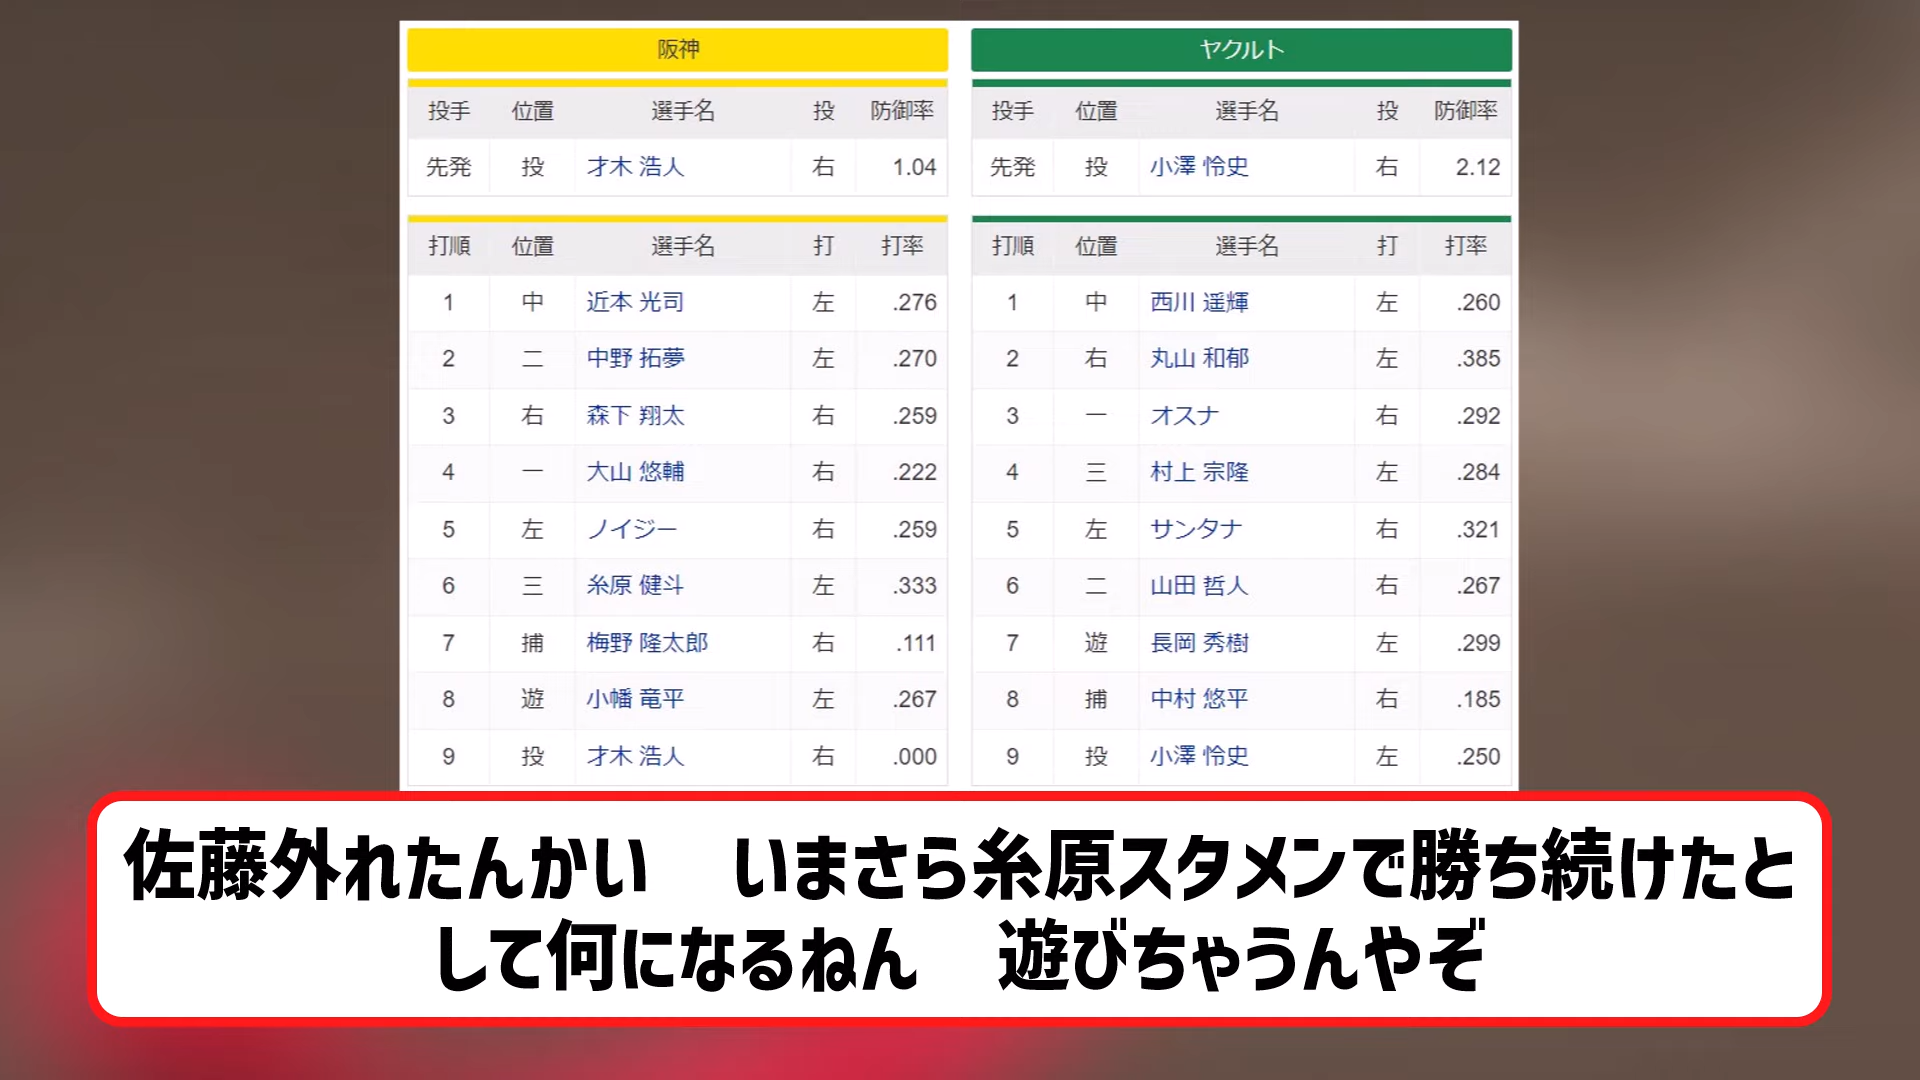 阪神
投手 位置 選手名 投 防御率
先発 投 才木 浩人 右 1.04
打順 位置 選手名 打 打率
1 中 近本 光司 左 .276
2 二 中野 拓夢 左 .270
3 右 森下 翔太 右 .259
4 一 大山 悠輔 右 .222
5 左 ノイジー 右 .259
6 三 糸原 健斗 左 .333
7 捕 梅野 隆太郎 右 .111
8 遊 小幡 竜平 左 .267
9 投 才木 浩人 右 .000
ヤクルト
投手 位置 選手名 投 防御率
先発 投 小澤 怜史 右 2.12
打順 位置 選手名 打 打率
1 中 西川 遥輝 左 .260
2 右 丸山 和郁 左 .385
3 一 オスナ 右 .292
4 三 村上 宗隆 左 .284
5 左 サンタナ 右 .321
6 二 山田 哲人 右 .267
7 遊 長岡 秀樹 左 .299
8 捕 中村 悠平 右 .185
9 投 小澤 怜史 左 .250
佐藤外れたんかい　いまさら糸原スタメンで勝ち続けたと
して何になるねん　遊びちゃうんやぞ